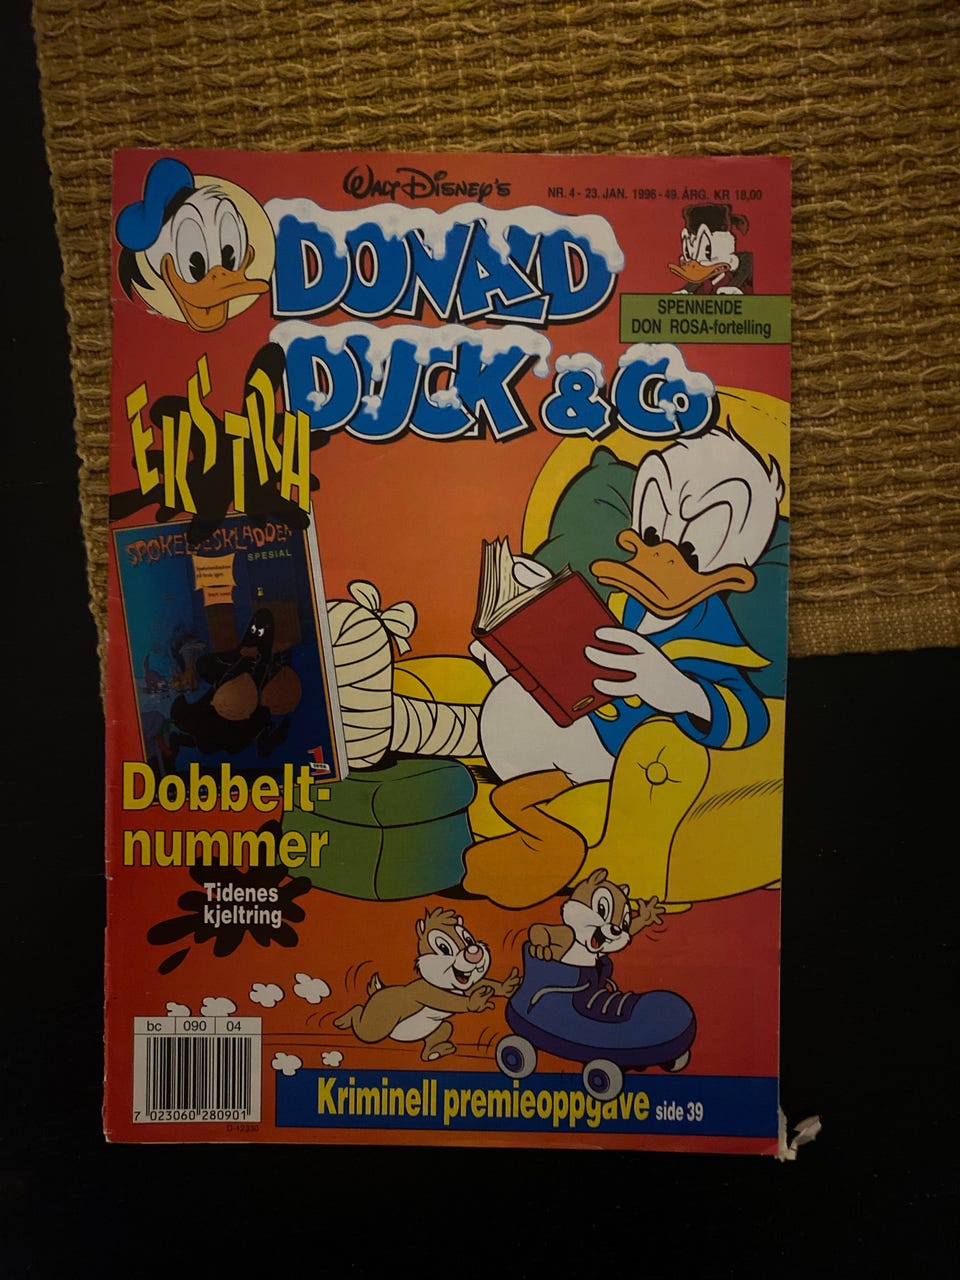 WALT DISNEY'S
NR. 4 - 23. JAN. 1996 - 49. ÅRG. KR 18,00
DONALD
DUCK & Co
SPENNENDE
DON ROSA-fortelling
EKSTRA
SPØKELSESKLADDEN
SPESIAL
Dobbelt-
nummer
Tidenes
kjeltring
bc 090 04
7 023060 280901
D-12330
Kriminell premieoppgave side 39